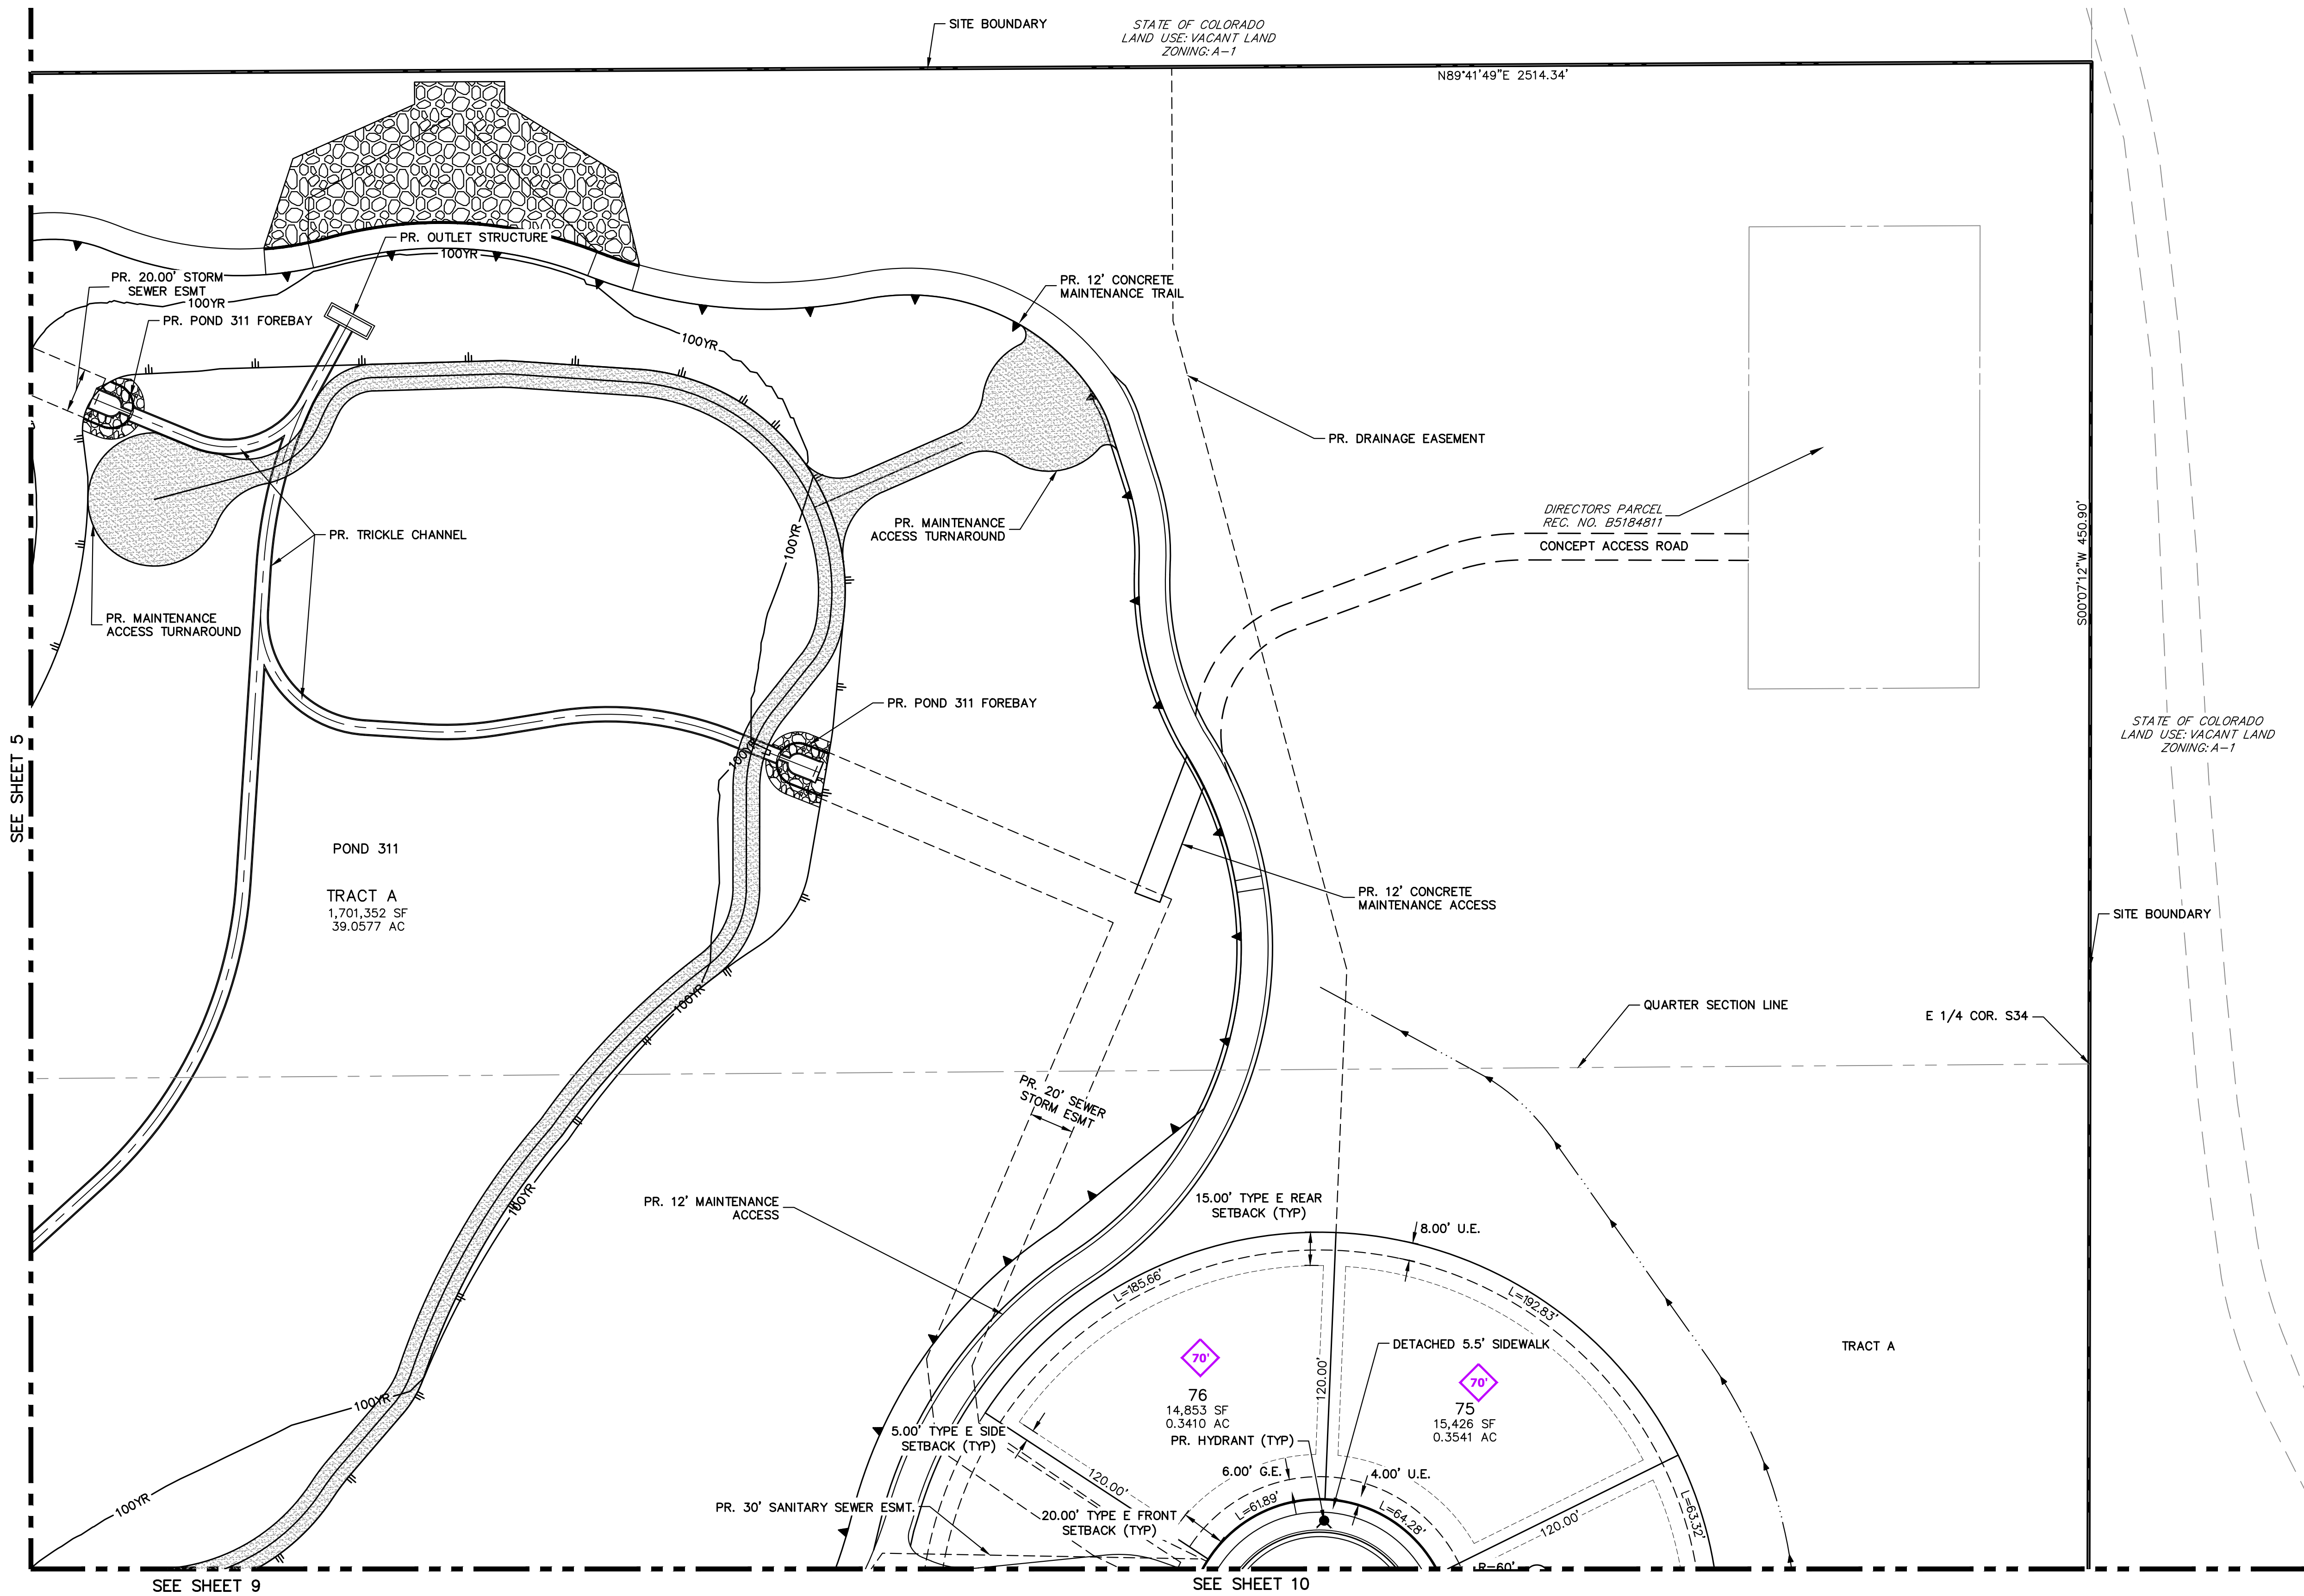 SITE BOUNDARY
STATE OF COLORADO
LAND USE: VACANT LAND
ZONING: A-1
N89°41'49"E 2514.34'
PR. OUTLET STRUCTURE
100YR
PR. 20.00' STORM
SEWER ESMT
100YR
PR. POND 311 FOREBAY
100YR
PR. 12' CONCRETE
MAINTENANCE TRAIL
PR. DRAINAGE EASEMENT
PR. TRICKLE CHANNEL
100YR
PR. MAINTENANCE
ACCESS TURNAROUND
DIRECTORS PARCEL
REC. NO. B5184811
CONCEPT ACCESS ROAD
S00°07'12"W 450.90'
PR. MAINTENANCE
ACCESS TURNAROUND
PR. POND 311 FOREBAY
100YR
STATE OF COLORADO
LAND USE: VACANT LAND
ZONING: A-1
SEE SHEET 5
POND 311
TRACT A
1,701,352 SF
39.0577 AC
PR. 12' CONCRETE
MAINTENANCE ACCESS
SITE BOUNDARY
100YR
QUARTER SECTION LINE
E 1/4 COR. S34
PR. 20' SEWER
STORM ESMT
100YR
PR. 12' MAINTENANCE
ACCESS
15.00' TYPE E REAR
SETBACK (TYP)
8.00' U.E.
L=185.66'
L=192.83'
DETACHED 5.5' SIDEWALK
TRACT A
70'
76
14,853 SF
0.3410 AC
120.00'
70'
75
15,426 SF
0.3541 AC
100YR
5.00' TYPE E SIDE
SETBACK (TYP)
PR. HYDRANT (TYP)
6.00' G.E.
4.00' U.E.
120.00'
100YR
PR. 30' SANITARY SEWER ESMT.
L=61.89'
L=64.28'
L=63.32'
20.00' TYPE E FRONT
SETBACK (TYP)
120.00'
R=60'
SEE SHEET 9
SEE SHEET 10